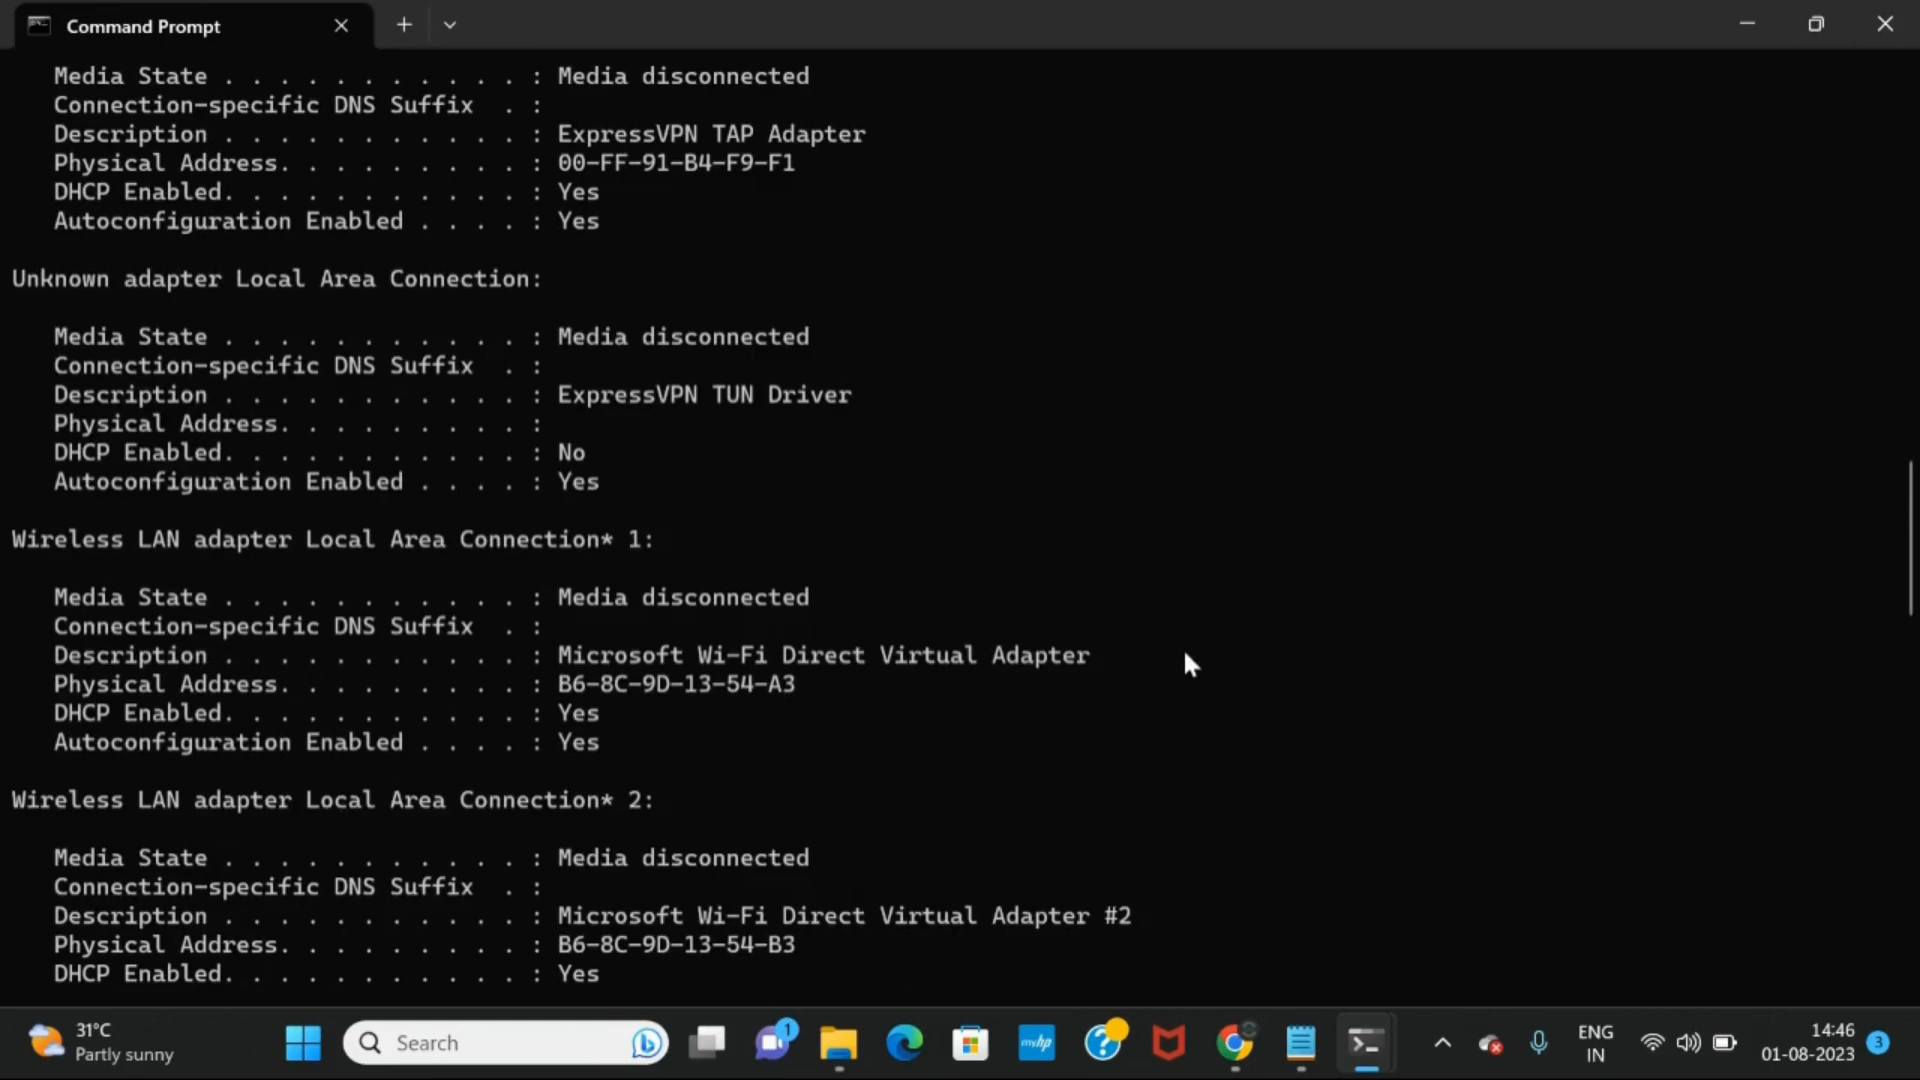 Command Prompt
Media State . . . . . . . . . . . : Media disconnected
Connection-specific DNS Suffix  . :
Description . . . . . . . . . . . : ExpressVPN TAP Adapter
Physical Address. . . . . . . . . : 00-FF-91-B4-F9-F1
DHCP Enabled. . . . . . . . . . . : Yes
Autoconfiguration Enabled . . . . : Yes
Unknown adapter Local Area Connection:
Media State . . . . . . . . . . . : Media disconnected
Connection-specific DNS Suffix  . :
Description . . . . . . . . . . . : ExpressVPN TUN Driver
Physical Address. . . . . . . . . :
DHCP Enabled. . . . . . . . . . . : No
Autoconfiguration Enabled . . . . : Yes
Wireless LAN adapter Local Area Connection* 1:
Media State . . . . . . . . . . . : Media disconnected
Connection-specific DNS Suffix  . :
Description . . . . . . . . . . . : Microsoft Wi-Fi Direct Virtual Adapter
Physical Address. . . . . . . . . : B6-8C-9D-13-54-A3
DHCP Enabled. . . . . . . . . . . : Yes
Autoconfiguration Enabled . . . . : Yes
Wireless LAN adapter Local Area Connection* 2:
Media State . . . . . . . . . . . : Media disconnected
Connection-specific DNS Suffix  . :
Description . . . . . . . . . . . : Microsoft Wi-Fi Direct Virtual Adapter #2
Physical Address. . . . . . . . . : B6-8C-9D-13-54-B3
DHCP Enabled. . . . . . . . . . . : Yes
31°C
Partly sunny
Search
1
myhp
ENG
IN
14:46
01-08-2023
3